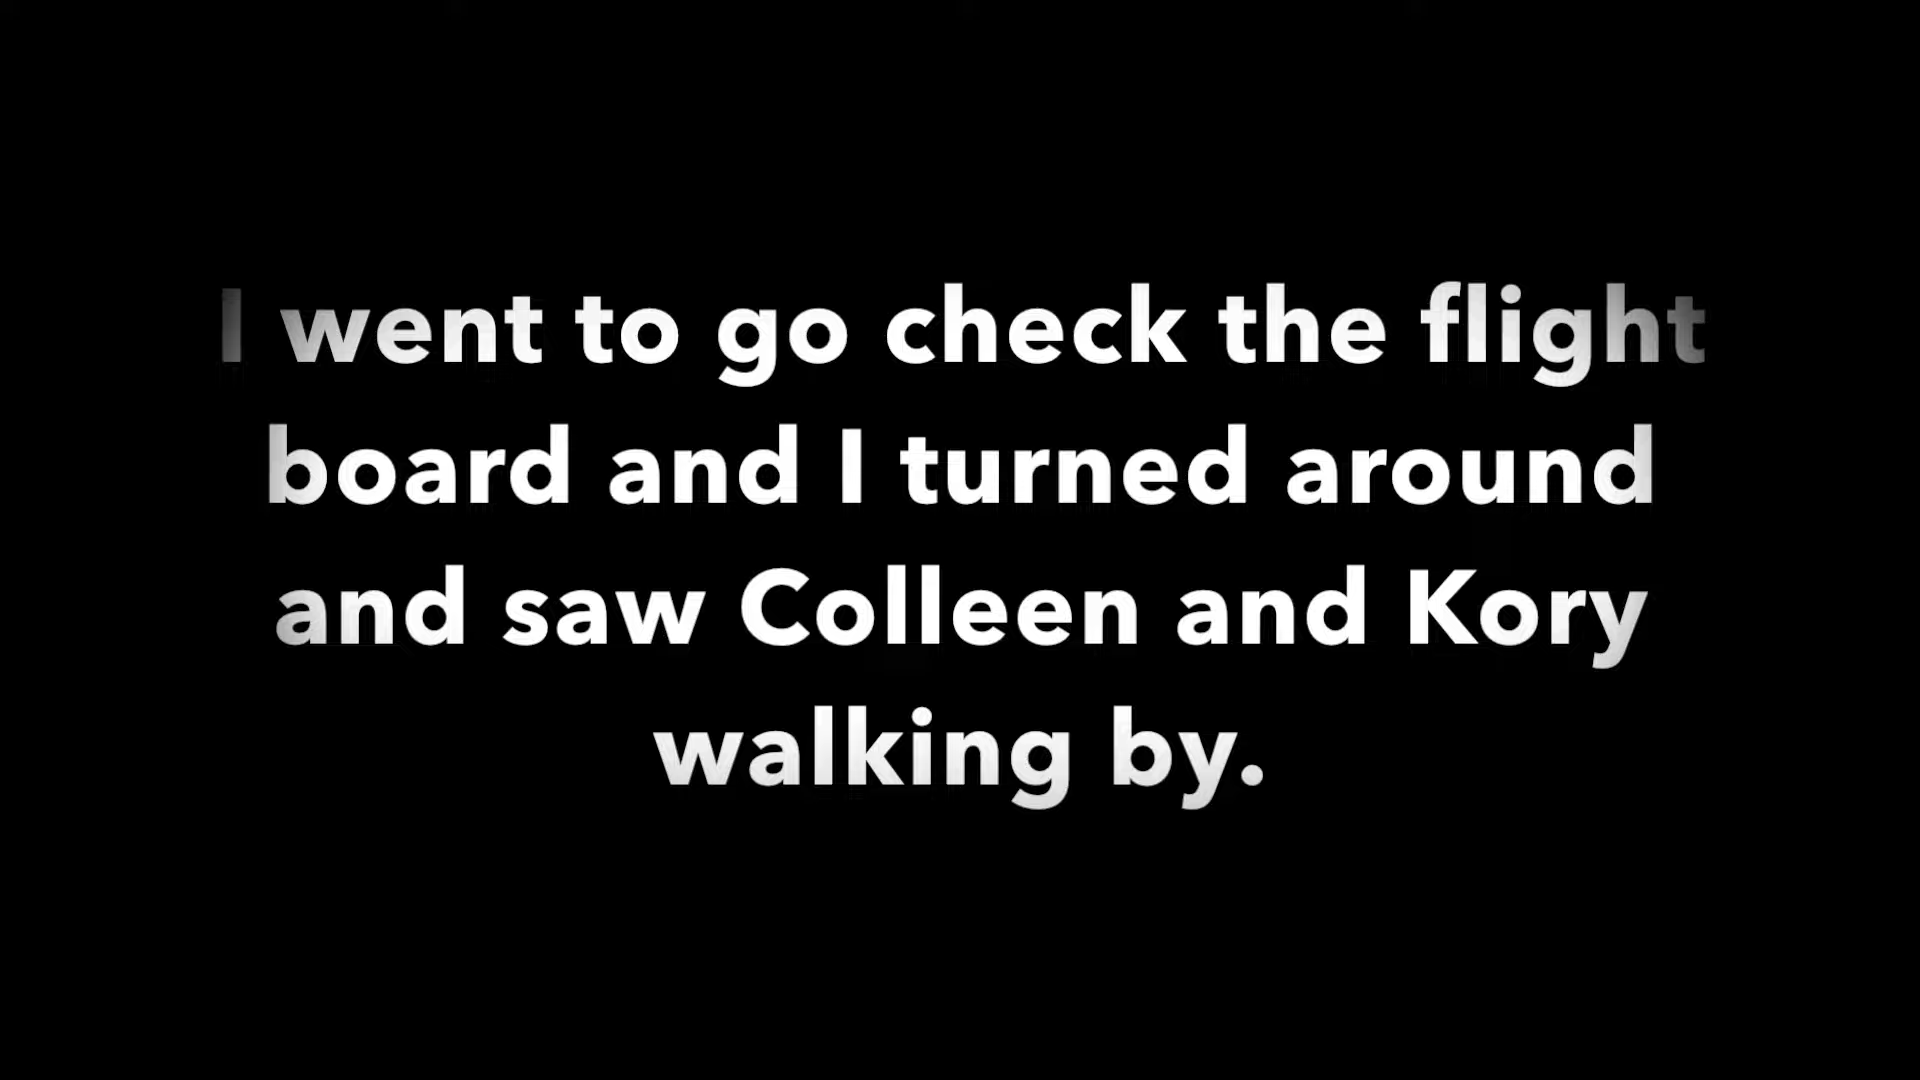 I went to go check the flight
board and I turned around
and saw Colleen and Kory
walking by.